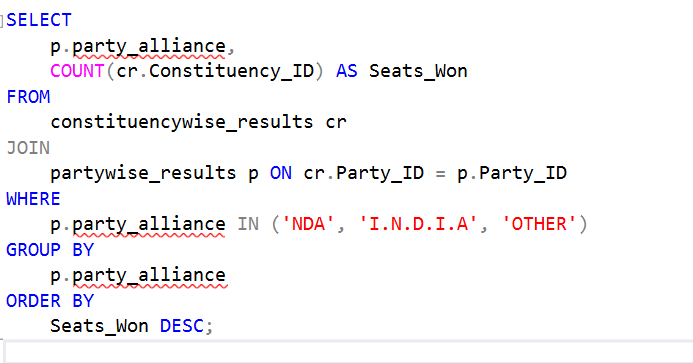 SELECT
    p.party_alliance,
    COUNT(cr.Constituency_ID) AS Seats_Won
FROM
    constituencywise_results cr
JOIN
    partywise_results p ON cr.Party_ID = p.Party_ID
WHERE
    p.party_alliance IN ('NDA', 'I.N.D.I.A', 'OTHER')
GROUP BY
    p.party_alliance
ORDER BY
    Seats_Won DESC;